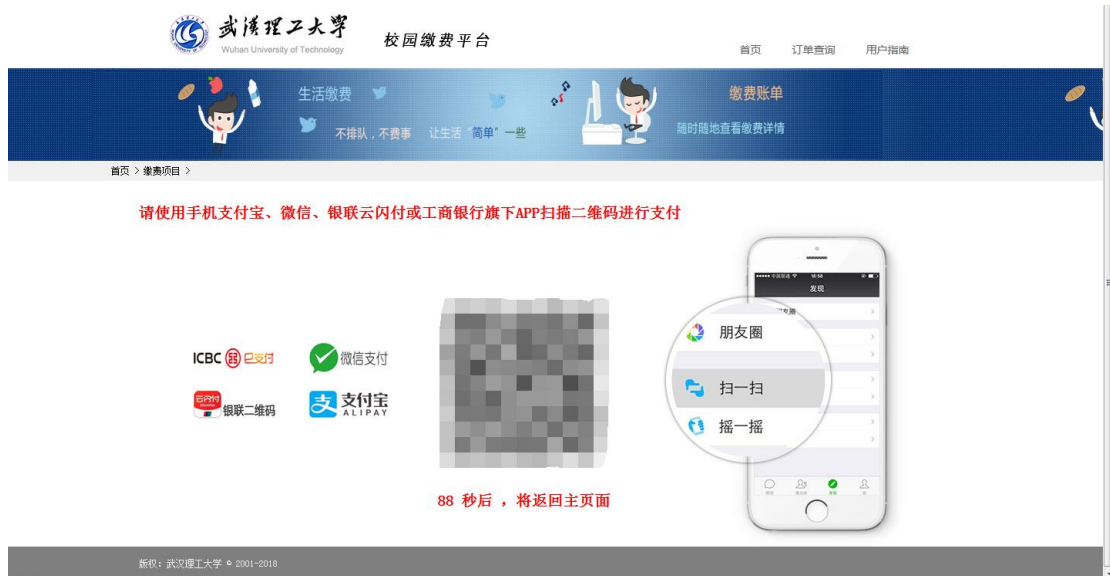 武汉理工大学
Wuhan University of Technology
校园缴费平台
首页 订单查询 用户指南
生活缴费
不排队，不费事 让生活“简单”一些
缴费账单
随时随地查看缴费详情
首页 > 缴费项目 >
请使用手机支付宝、微信、银联云闪付或工商银行旗下APP扫描二维码进行支付
ICBC e支付
微信支付
云闪付
银联二维码
支付宝
ALIPAY
88 秒后 ，将返回主页面
发现
朋友圈
扫一扫
摇一摇
版权：武汉理工大学 © 2001-2018